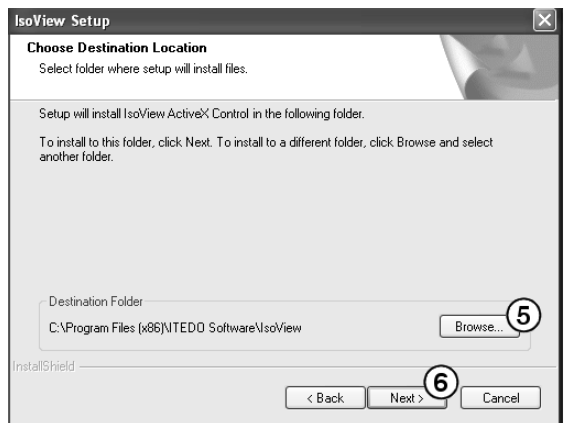 IsoView Setup
Choose Destination Location
Select folder where setup will install files.
Setup will install IsoView ActiveX Control in the following folder.
To install to this folder, click Next. To install to a different folder, click Browse and select
another folder.
Destination Folder
C:\Program Files (x86)\ITEDO Software\IsoView
Browse...
5
InstallShield
6
< Back
Next >
Cancel